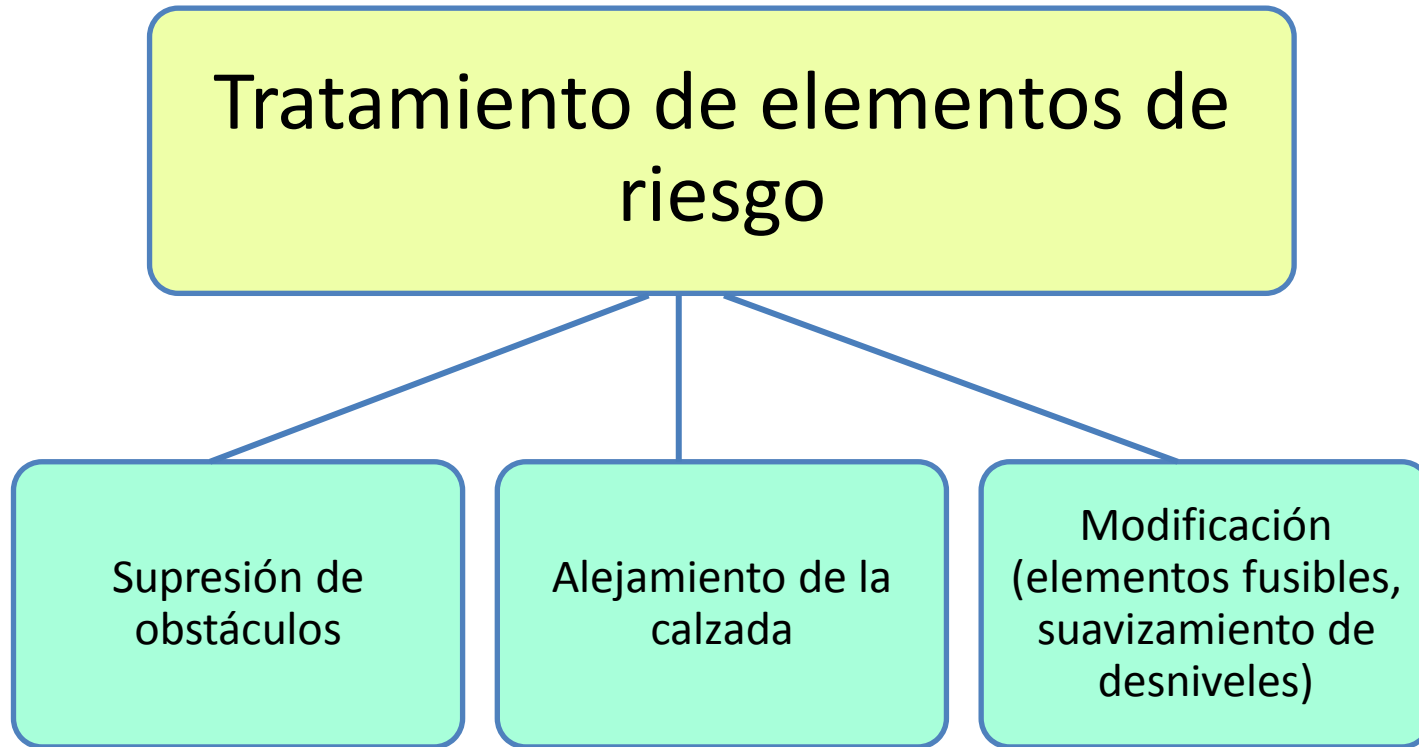 Tratamiento de elementos de
riesgo
Supresión de
obstáculos
Alejamiento de la
calzada
Modificación
(elementos fusibles,
suavizamiento de
desniveles)